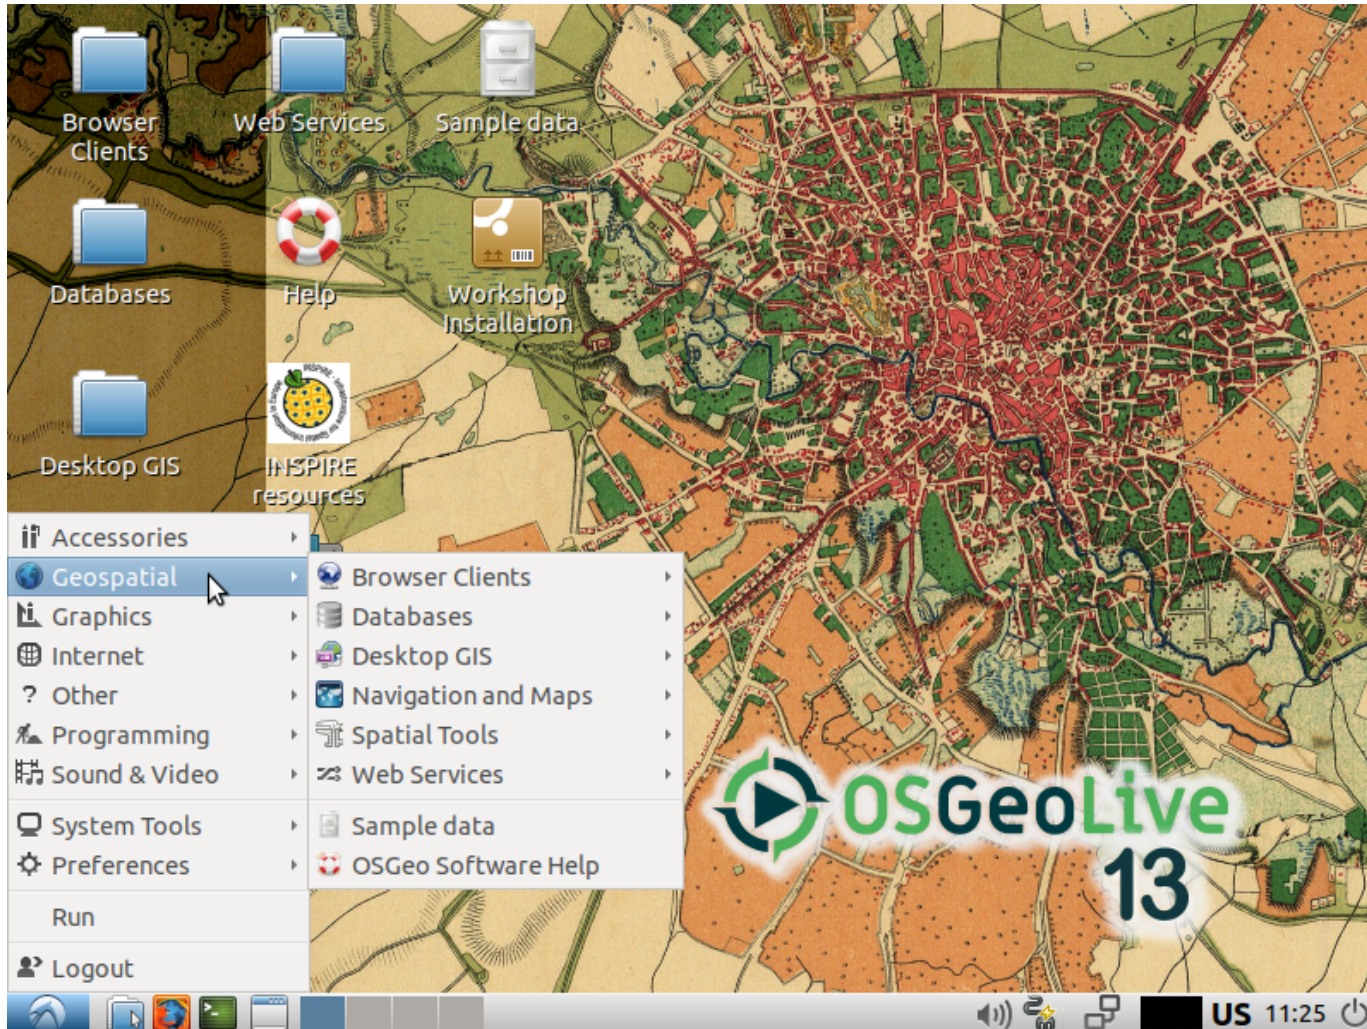 Browser
Clients
Web Services
Sample data
Databases
Help
Workshop
Installation
Desktop GIS
INSPIRE
resources
Accessories
Geospatial
Graphics
Internet
Other
Programming
Sound & Video
System Tools
Preferences
Run
Logout
Browser Clients
Databases
Desktop GIS
Navigation and Maps
Spatial Tools
Web Services
Sample data
OSGeo Software Help
OSGeoLive
13
US 11:25